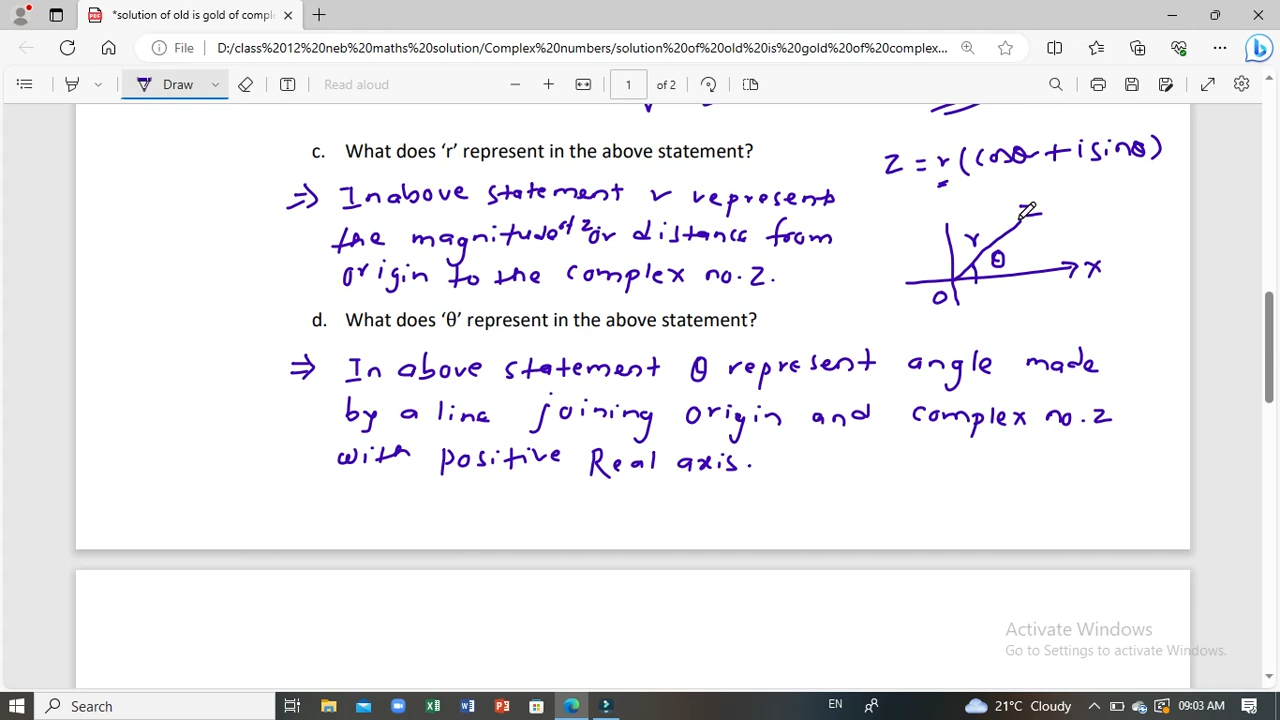 *solution of old is gold of comple
File
D:/class%2012%20neb%20maths%20solution/Complex%20numbers/solution%20of%20old%20is%20gold%20of%20complex...
Draw
Read aloud
1 of 2
c. What does ‘r’ represent in the above statement?
z = r (cosθ + i sinθ)
⇒ In above statement r represent
the magnitude of z or distance from
origin to the complex no. z.
z
r
θ
x
O
d. What does ‘θ’ represent in the above statement?
⇒ In above statement θ represent angle made
by a line joining origin and complex no. z
with positive Real axis.
Activate Windows
Go to Settings to activate Windows.
Search
EN
21°C Cloudy
09:03 AM